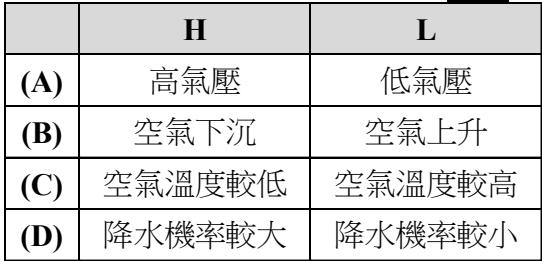 H L
(A) 高氣壓 低氣壓
(B) 空氣下沉 空氣上升
(C) 空氣溫度較低 空氣溫度較高
(D) 降水機率較大 降水機率較小